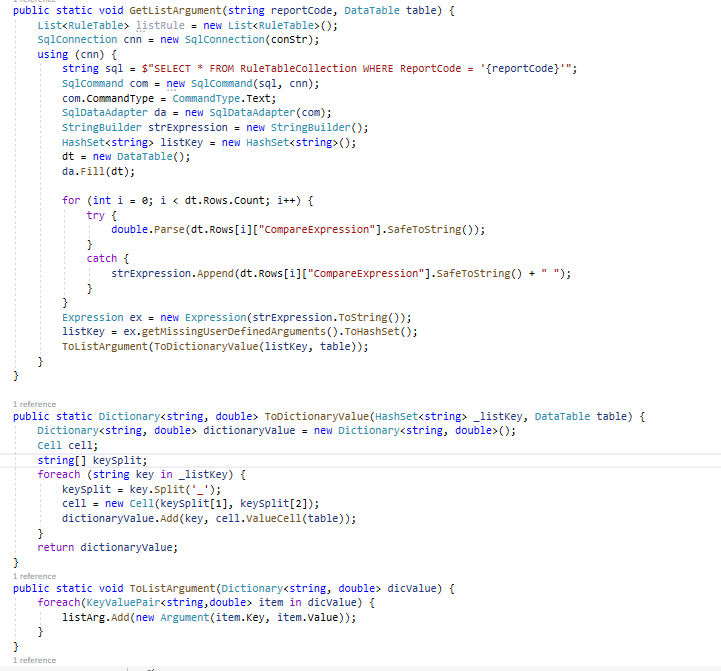 public static void GetListArgument(string reportCode, DataTable table) {
List<RuleTable> listRule = new List<RuleTable>();
SqlConnection cnn = new SqlConnection(conStr);
using (cnn) {
string sql = $"SELECT * FROM RuleTableCollection WHERE ReportCode = '{reportCode}'";
SqlCommand com = new SqlCommand(sql, cnn);
com.CommandType = CommandType.Text;
SqlDataAdapter da = new SqlDataAdapter(com);
StringBuilder strExpression = new StringBuilder();
HashSet<string> listKey = new HashSet<string>();
dt = new DataTable();
da.Fill(dt);
for (int i = 0; i < dt.Rows.Count; i++) {
try {
double.Parse(dt.Rows[i]["CompareExpression"].SafeToString());
}
catch {
strExpression.Append(dt.Rows[i]["CompareExpression"].SafeToString() + " ");
}
}
Expression ex = new Expression(strExpression.ToString());
listKey = ex.getMissingUserDefinedArguments().ToHashSet();
ToListArgument(ToDictionaryValue(listKey, table));
}
}
1 reference
public static Dictionary<string, double> ToDictionaryValue(HashSet<string> _listKey, DataTable table) {
Dictionary<string, double> dictionaryValue = new Dictionary<string, double>();
Cell cell;
string[] keySplit;
foreach (string key in _listKey) {
keySplit = key.Split('_');
cell = new Cell(keySplit[1], keySplit[2]);
dictionaryValue.Add(key, cell.ValueCell(table));
}
return dictionaryValue;
}
1 reference
public static void ToListArgument(Dictionary<string, double> dicValue) {
foreach(KeyValuePair<string,double> item in dicValue) {
listArg.Add(new Argument(item.Key, item.Value));
}
}
1 reference